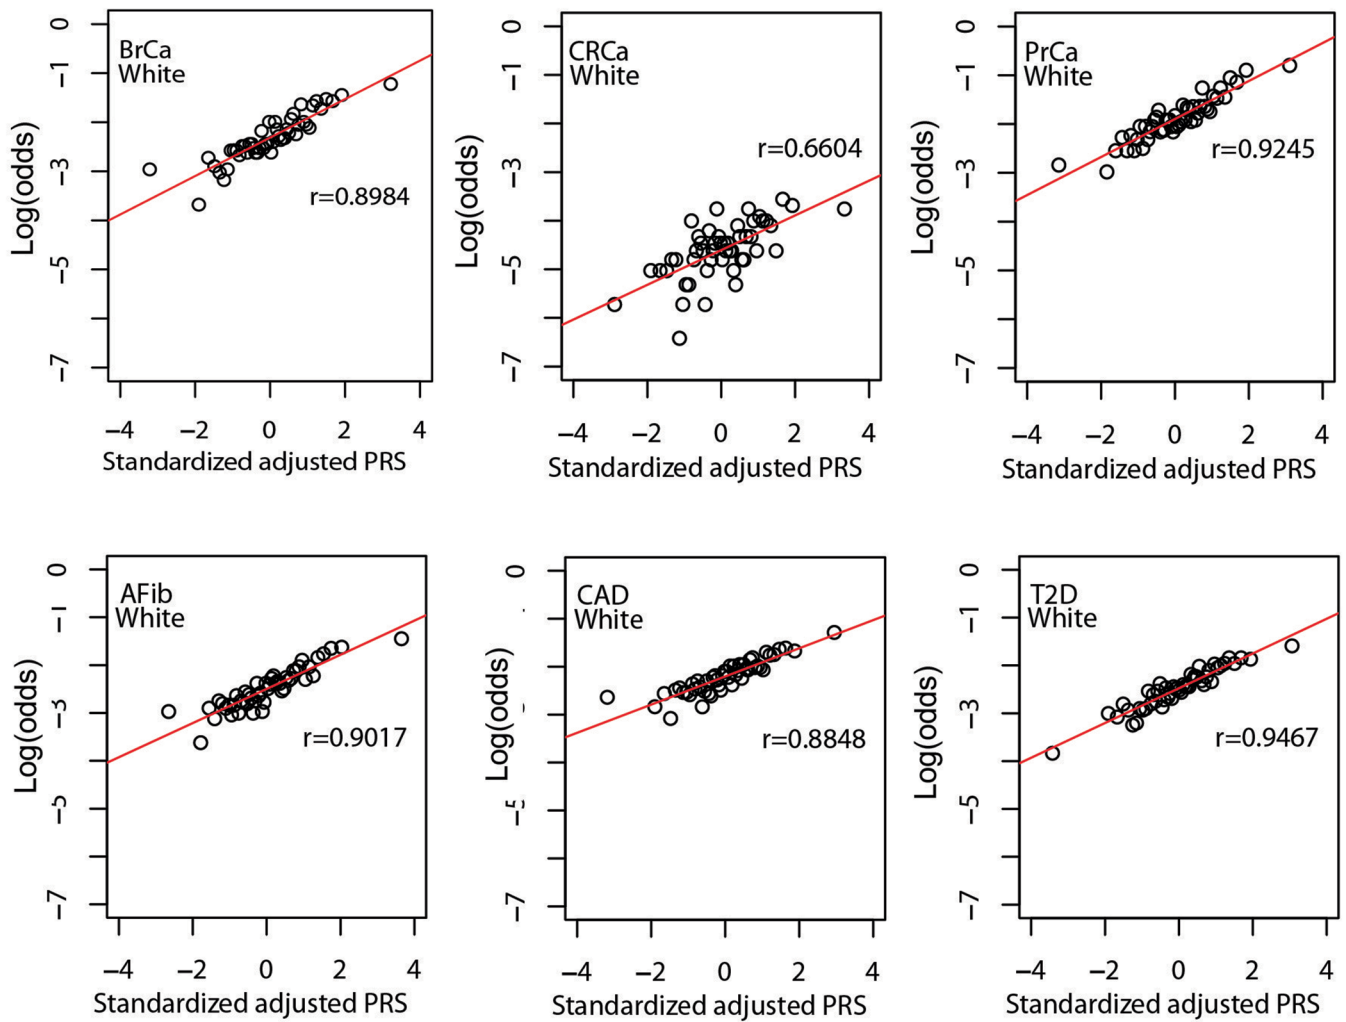 BrCa
White
r=0.8984
Log(odds)
0
−1
−3
−5
−7
−4 −2 0 2 4
Standardized adjusted PRS
CRCa
White
r=0.6604
Log(odds)
0
−1
−3
−5
−7
−4 −2 0 2 4
Standardized adjusted PRS
PrCa
White
r=0.9245
Log(odds)
0
−1
−3
−5
−7
−4 −2 0 2 4
Standardized adjusted PRS
AFib
White
r=0.9017
Log(odds)
0
−1
−3
−5
−7
−4 −2 0 2 4
Standardized adjusted PRS
CAD
White
r=0.8848
Log(odds)
0
−5
−7
−4 −2 0 2 4
Standardized adjusted PRS
T2D
White
r=0.9467
Log(odds)
0
−1
−3
−5
−7
−4 −2 0 2 4
Standardized adjusted PRS